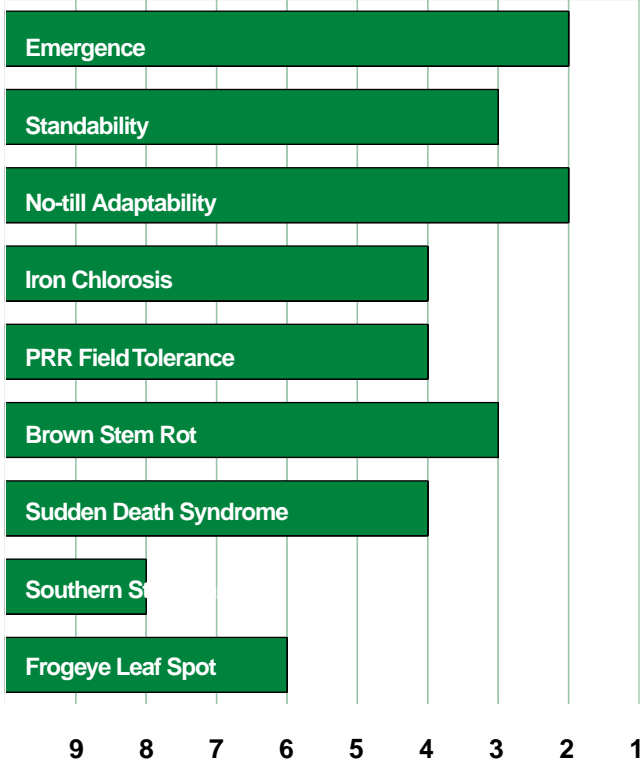 Emergence
Standability
No-till Adaptability
Iron Chlorosis
PRR Field Tolerance
Brown Stem Rot
Sudden Death Syndrome
Southern
Frogeye Leaf Spot
9 8 7 6 5 4 3 2 1